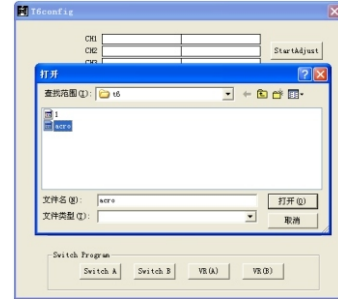 T6config
CH1
CH2
CH3
StartAdjust
打开
查找范围(I):
t6
1
acro
文件名(N):
acro
打开(O)
文件类型(T):
取消
Switch Program
Switch A
Switch B
VR(A)
VR(B)